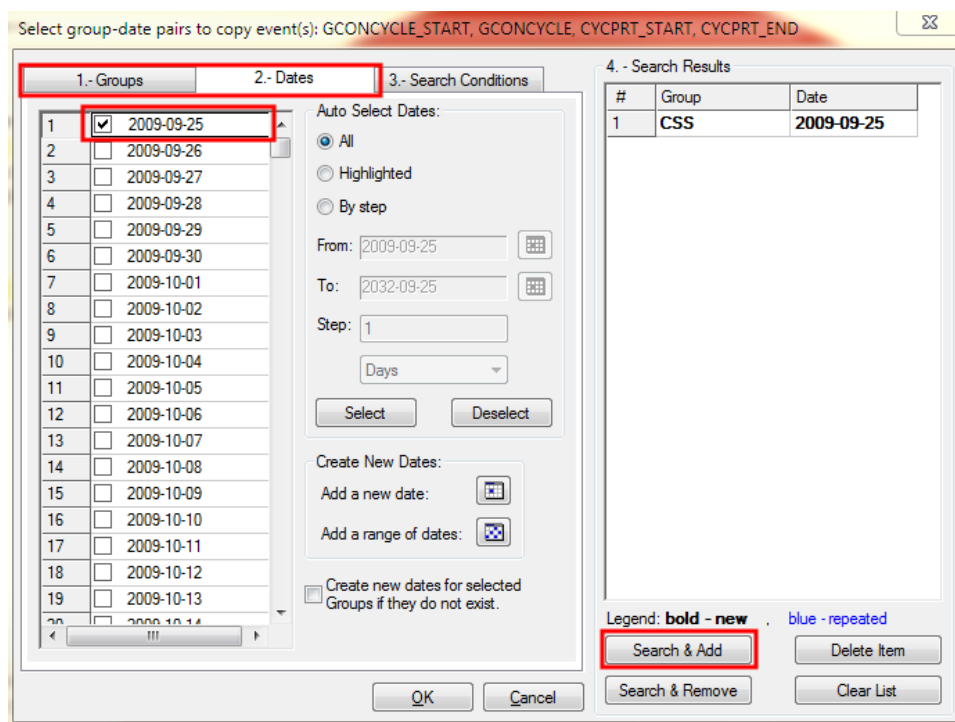 Select group-date pairs to copy event(s): GCONCYCLE_START, GCONCYCLE, CYCPRT_START, CYCPRT_END
1.- Groups
2.- Dates
3.- Search Conditions
1 2009-09-25
2 2009-09-26
3 2009-09-27
4 2009-09-28
5 2009-09-29
6 2009-09-30
7 2009-10-01
8 2009-10-02
9 2009-10-03
10 2009-10-04
11 2009-10-05
12 2009-10-06
13 2009-10-07
14 2009-10-08
15 2009-10-09
16 2009-10-10
17 2009-10-11
18 2009-10-12
19 2009-10-13
20 2009-10-14
Auto Select Dates:
All
Highlighted
By step
From: 2009-09-25
To: 2032-09-25
Step: 1
Days
Select Deselect
Create New Dates:
Add a new date:
Add a range of dates:
Create new dates for selected
Groups if they do not exist.
4. - Search Results
# Group Date
1 CSS 2009-09-25
Legend: bold - new , blue - repeated
Search & Add Delete Item
Search & Remove Clear List
OK Cancel